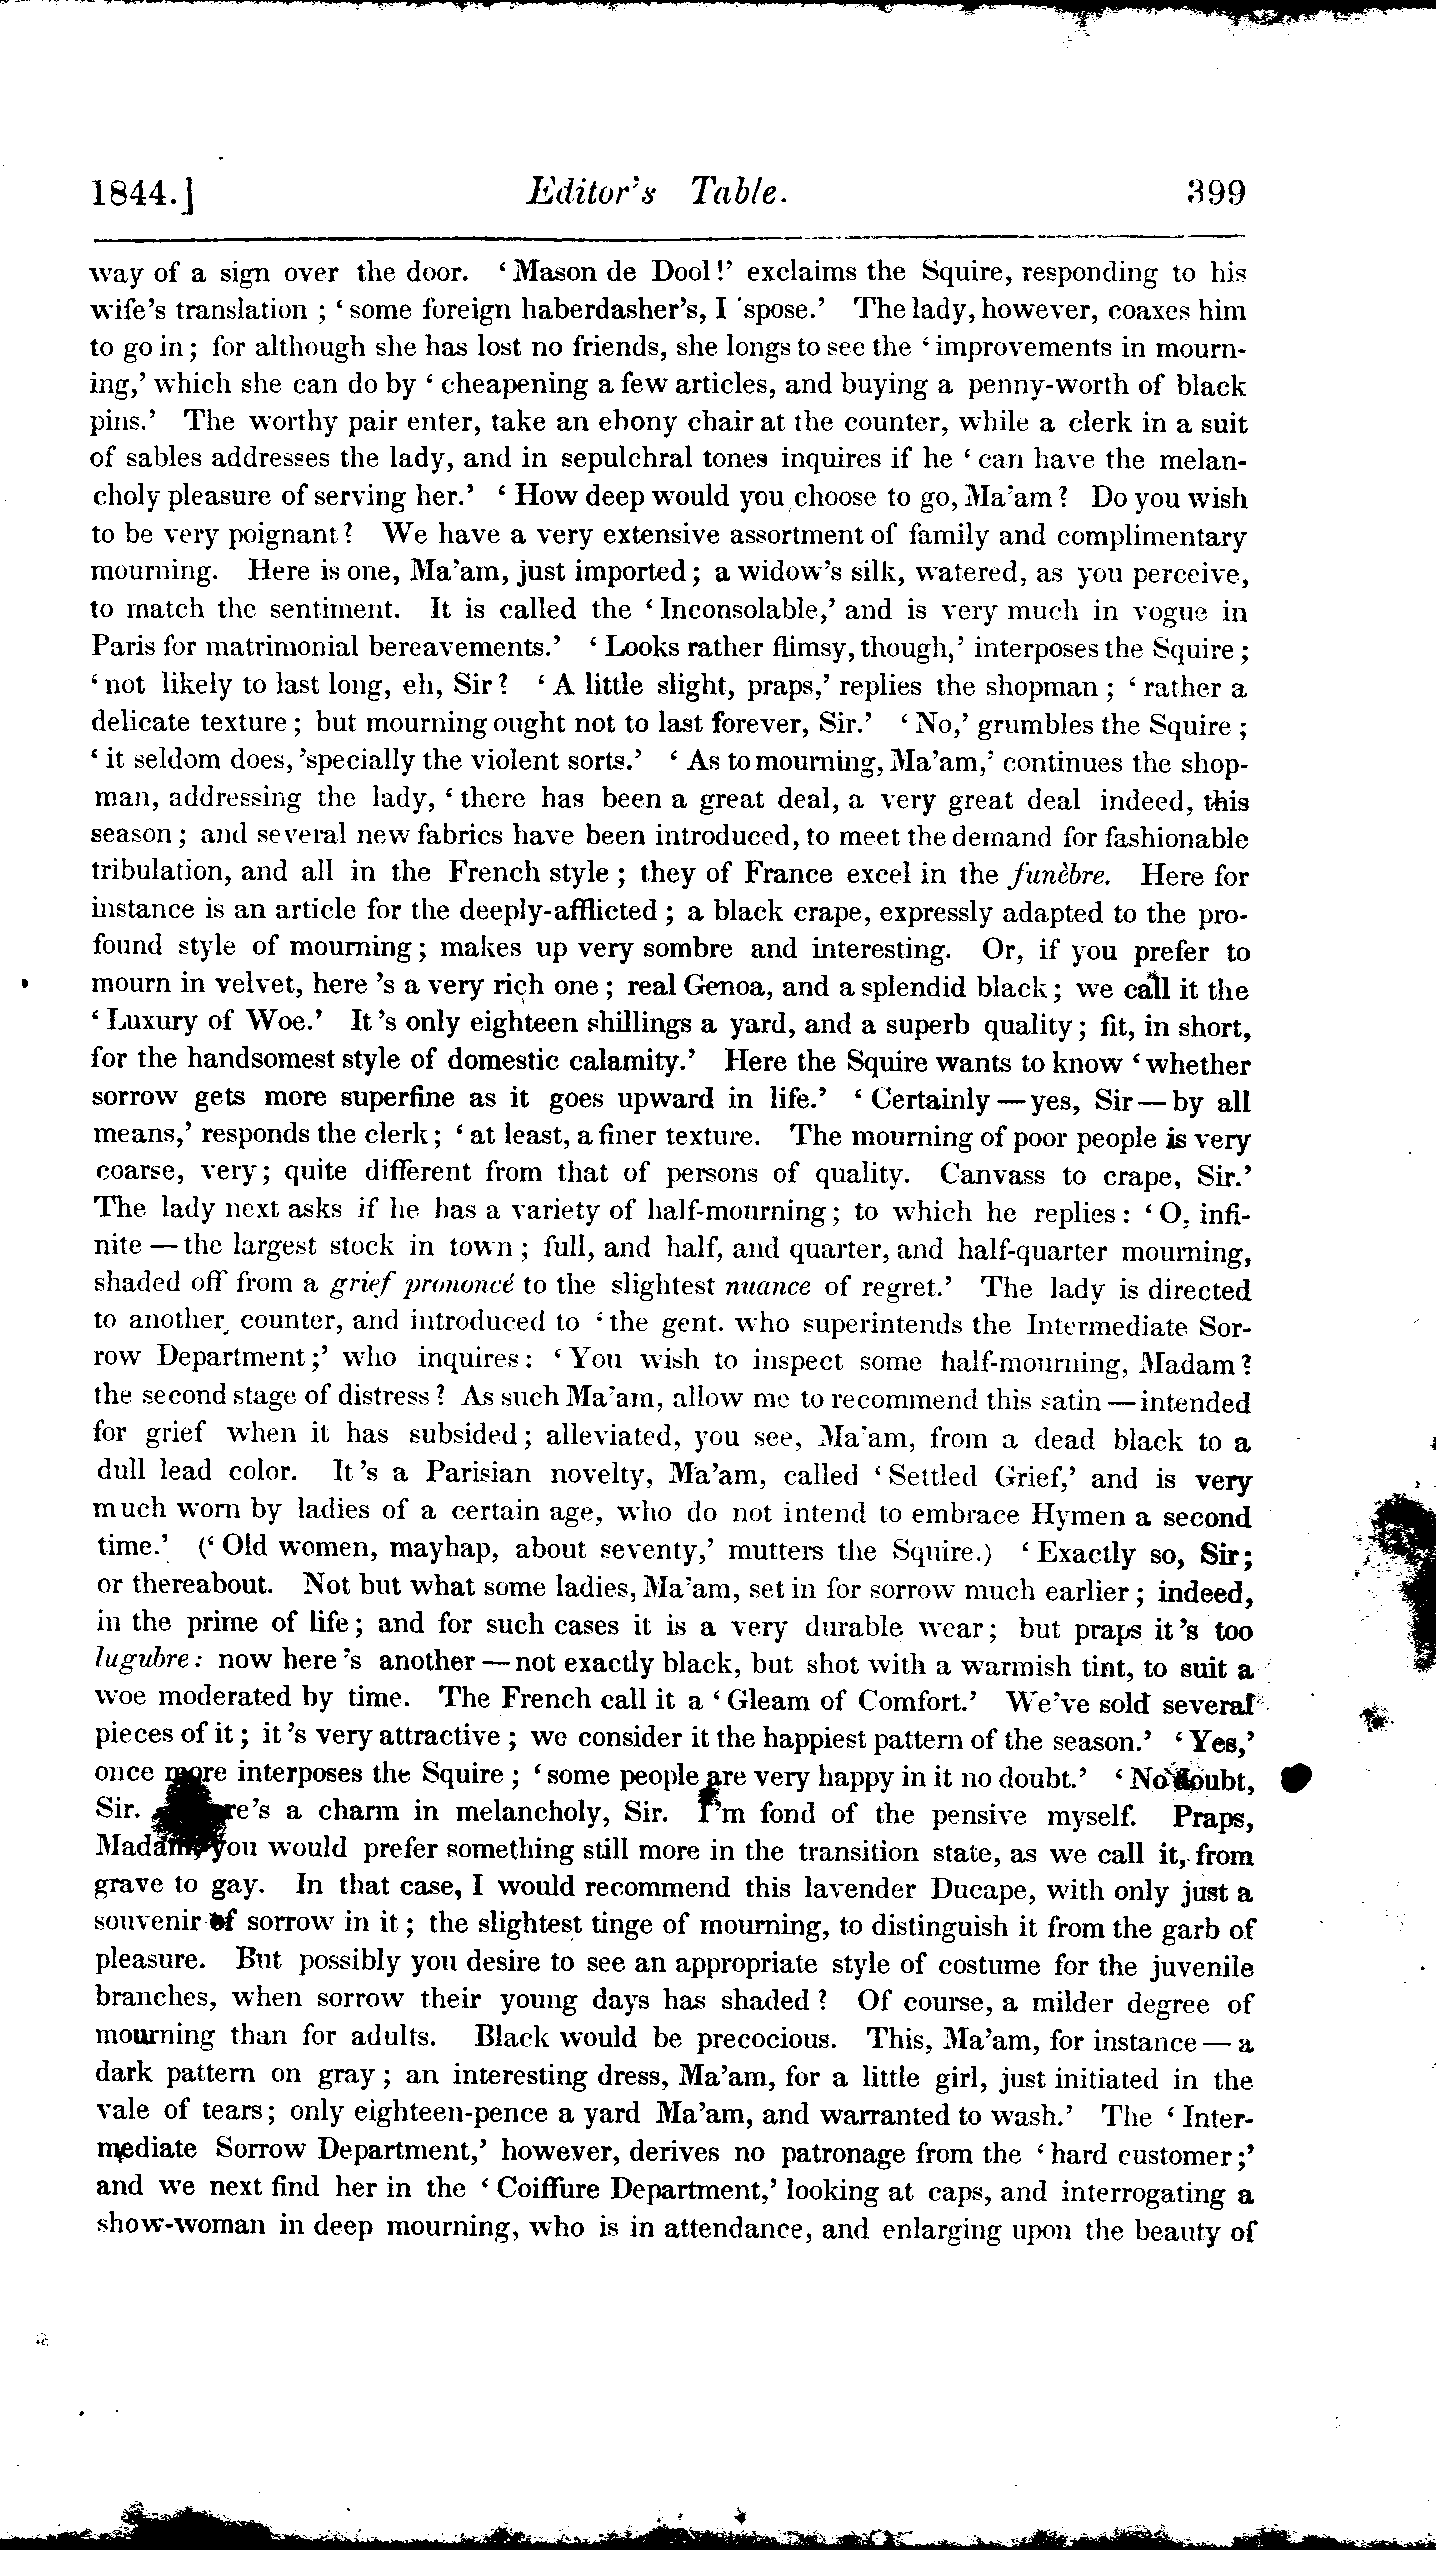 1844.] Editor's Table. 399
way of a sign over the door. ‘Mason de Dool!’ exclaims the Squire, responding to his
wife's translation; ‘some foreign haberdasher's, I 'spose.’ The lady, however, coaxes him
to go in; for although she has lost no friends, she longs to see the ‘improvements in mourn-
ing,’ which she can do by ‘cheapening a few articles, and buying a penny-worth of black
pins.’ The worthy pair enter, take an ebony chair at the counter, while a clerk in a suit
of sables addresses the lady, and in sepulchral tones inquires if he ‘can have the melan-
choly pleasure of serving her.’ ‘How deep would you choose to go, Ma'am? Do you wish
to be very poignant? We have a very extensive assortment of family and complimentary
mourning. Here is one, Ma'am, just imported; a widow's silk, watered, as you perceive,
to match the sentiment. It is called the ‘Inconsolable,’ and is very much in vogue in
Paris for matrimonial bereavements.’ ‘Looks rather flimsy, though,’ interposes the Squire;
‘not likely to last long, eh, Sir? ‘A little slight, praps,’ replies the shopman; ‘rather a
delicate texture; but mourning ought not to last forever, Sir.’ ‘No,’ grumbles the Squire;
‘it seldom does, 'specially the violent sorts.’ ‘As to mourning, Ma'am,’ continues the shop-
man, addressing the lady, ‘there has been a great deal, a very great deal indeed, this
season; and several new fabrics have been introduced, to meet the demand for fashionable
tribulation, and all in the French style; they of France excel in the funèbre. Here for
instance is an article for the deeply-afflicted; a black crape, expressly adapted to the pro-
found style of mourning; makes up very sombre and interesting. Or, if you prefer to
mourn in velvet, here 's a very rich one; real Genoa, and a splendid black; we call it the
‘Luxury of Woe.’ It 's only eighteen shillings a yard, and a superb quality; fit, in short,
for the handsomest style of domestic calamity.’ Here the Squire wants to know ‘whether
sorrow gets more superfine as it goes upward in life.’ ‘Certainly — yes, Sir — by all
means,’ responds the clerk; ‘at least, a finer texture. The mourning of poor people is very
coarse, very; quite different from that of persons of quality. Canvass to crape, Sir.’
The lady next asks if he has a variety of half-mourning; to which he replies: ‘O, infi-
nite — the largest stock in town; full, and half, and quarter, and half-quarter mourning,
shaded off from a grief prononcé to the slightest nuance of regret.’ The lady is directed
to another counter, and introduced to ‘the gent. who superintends the Intermediate Sor-
row Department;’ who inquires: ‘You wish to inspect some half-mourning, Madam?
the second stage of distress? As such Ma'am, allow me to recommend this satin — intended
for grief when it has subsided; alleviated, you see, Ma'am, from a dead black to a
dull lead color. It 's a Parisian novelty, Ma'am, called ‘Settled Grief,’ and is very
much worn by ladies of a certain age, who do not intend to embrace Hymen a second
time.’ (‘Old women, mayhap, about seventy,’ mutters the Squire.) ‘Exactly so, Sir;
or thereabout. Not but what some ladies, Ma'am, set in for sorrow much earlier; indeed,
in the prime of life; and for such cases it is a very durable wear; but praps it 's too
lugubre: now here 's another — not exactly black, but shot with a warmish tint, to suit a
woe moderated by time. The French call it a ‘Gleam of Comfort.’ We've sold several
pieces of it; it 's very attractive; we consider it the happiest pattern of the season.’ ‘Yes,’
once more interposes the Squire; ‘some people are very happy in it no doubt.’ ‘No doubt,
Sir. There's a charm in melancholy, Sir. I'm fond of the pensive myself. Praps,
Madam, you would prefer something still more in the transition state, as we call it, from
grave to gay. In that case, I would recommend this lavender Ducape, with only just a
souvenir of sorrow in it; the slightest tinge of mourning, to distinguish it from the garb of
pleasure. But possibly you desire to see an appropriate style of costume for the juvenile
branches, when sorrow their young days has shaded? Of course, a milder degree of
mourning than for adults. Black would be precocious. This, Ma'am, for instance — a
dark pattern on gray; an interesting dress, Ma'am, for a little girl, just initiated in the
vale of tears; only eighteen-pence a yard Ma'am, and warranted to wash.’ The ‘Inter-
mediate Sorrow Department,’ however, derives no patronage from the ‘hard customer;’
and we next find her in the ‘Coiffure Department,’ looking at caps, and interrogating a
show-woman in deep mourning, who is in attendance, and enlarging upon the beauty of